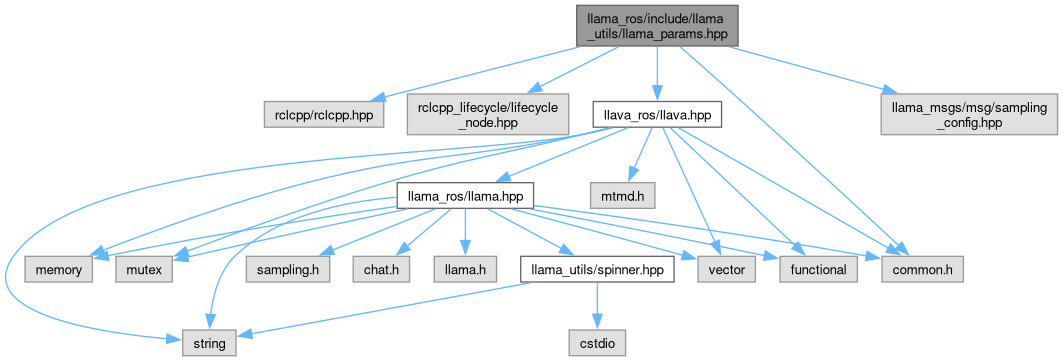 llama_ros/include/llama
_utils/llama_params.hpp
rclcpp/rclcpp.hpp
rclcpp_lifecycle/lifecycle
_node.hpp
llava_ros/llava.hpp
llama_msgs/msg/sampling
_config.hpp
llama_ros/llama.hpp
mtmd.h
memory
mutex
sampling.h
chat.h
llama.h
llama_utils/spinner.hpp
vector
functional
common.h
string
cstdio